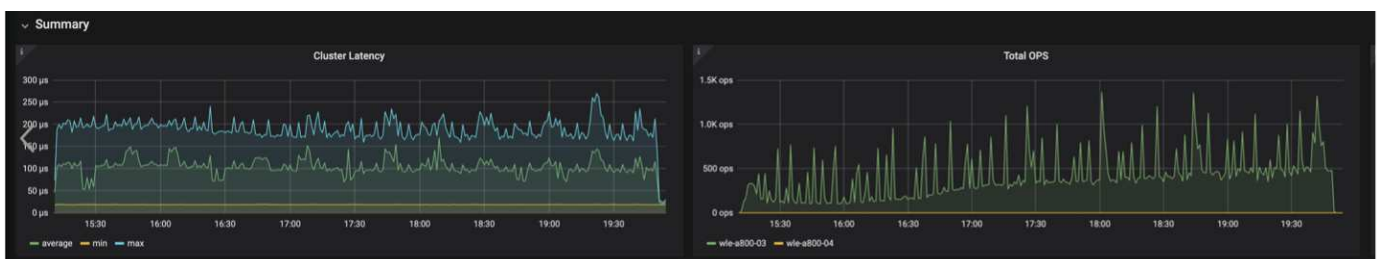 Summary
Cluster Latency
300 µs
250 µs
200 µs
150 µs
100 µs
50 µs
0 µs
15:30 16:00 16:30 17:00 17:30 18:00 18:30 19:00 19:30
average min max
Total OPS
1.5K ops
1.0K ops
500 ops
0 ops
15:30 16:00 16:30 17:00 17:30 18:00 18:30 19:00 19:30
wle-a800-03 wle-a800-04